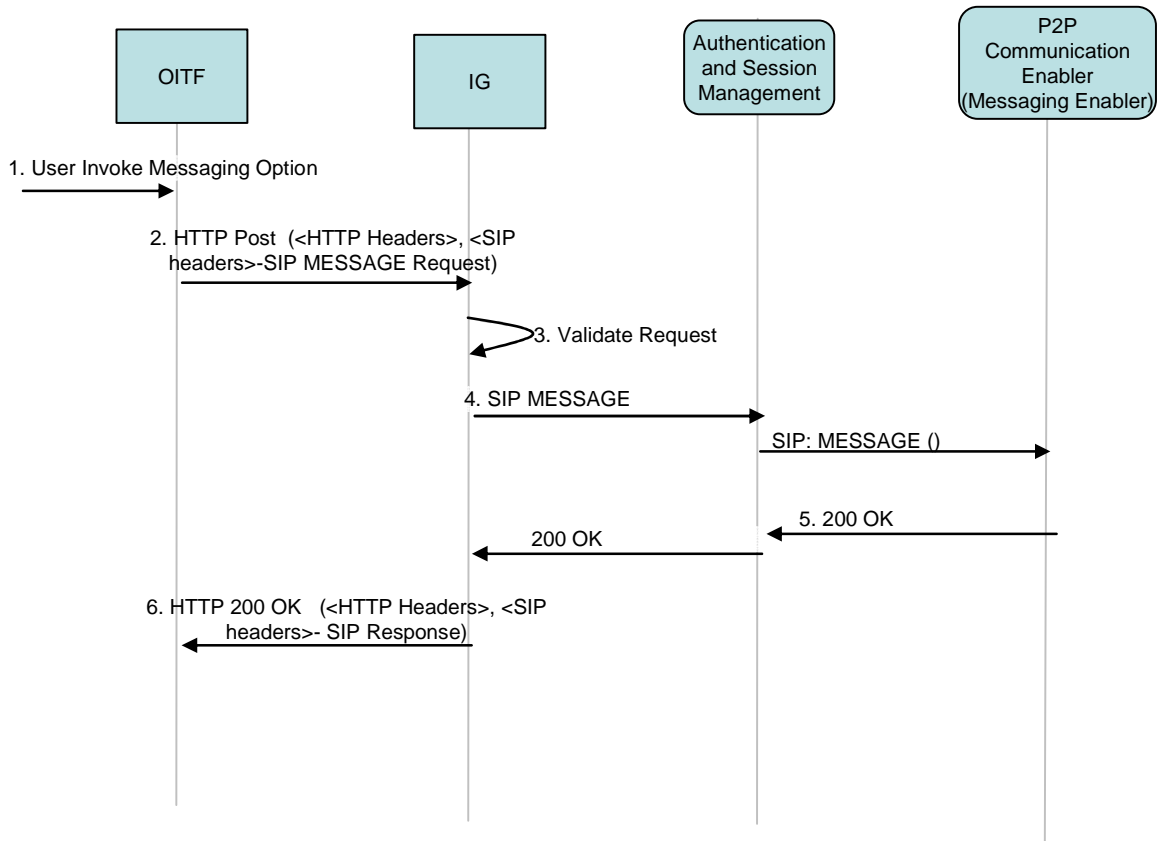 OITF
IG
Authentication
and Session
Management
P2P
Communication
Enabler
(Messaging Enabler)
1. User Invoke Messaging Option
2. HTTP Post (<HTTP Headers>, <SIP
headers>-SIP MESSAGE Request)
3. Validate Request
4. SIP MESSAGE
SIP: MESSAGE ()
5. 200 OK
200 OK
6. HTTP 200 OK (<HTTP Headers>, <SIP
headers>- SIP Response)